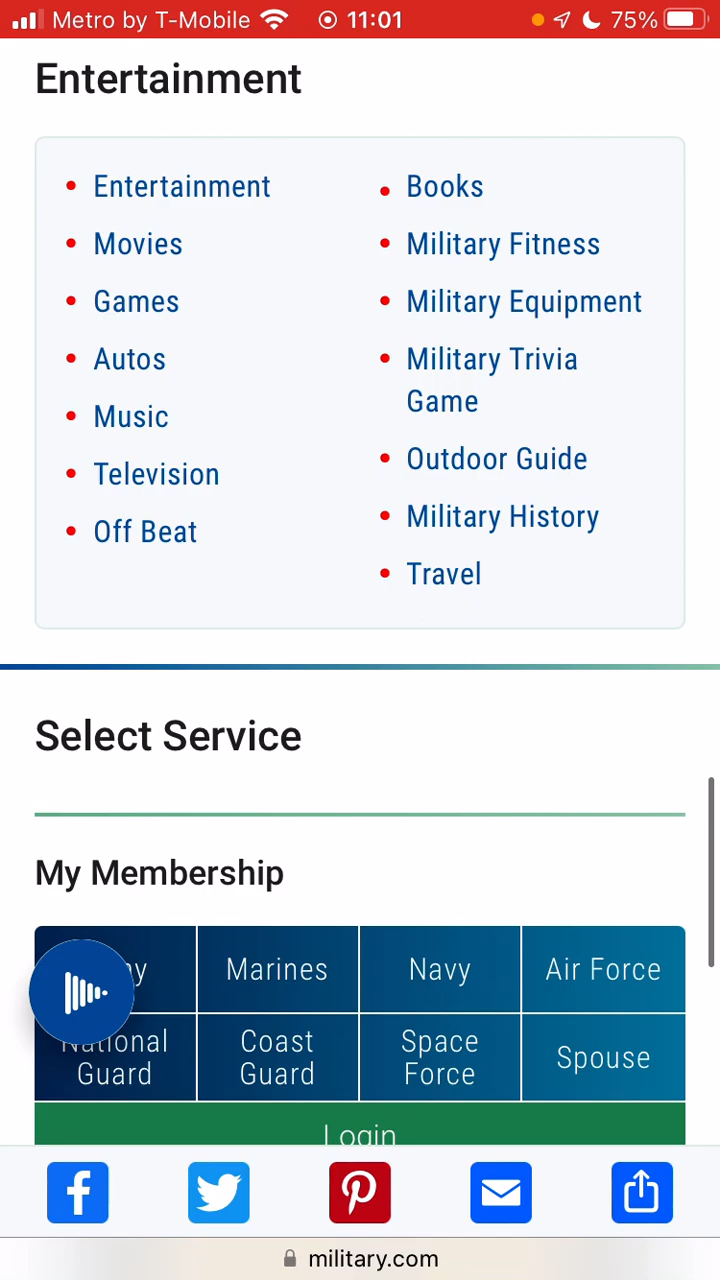 Metro by T-Mobile 11:01 75%
Entertainment
Entertainment
Movies
Games
Autos
Music
Television
Off Beat
Books
Military Fitness
Military Equipment
Military Trivia
Game
Outdoor Guide
Military History
Travel
Select Service
My Membership
Marines Navy Air Force
National
Guard
Coast
Guard
Space
Force
Spouse
Login
military.com